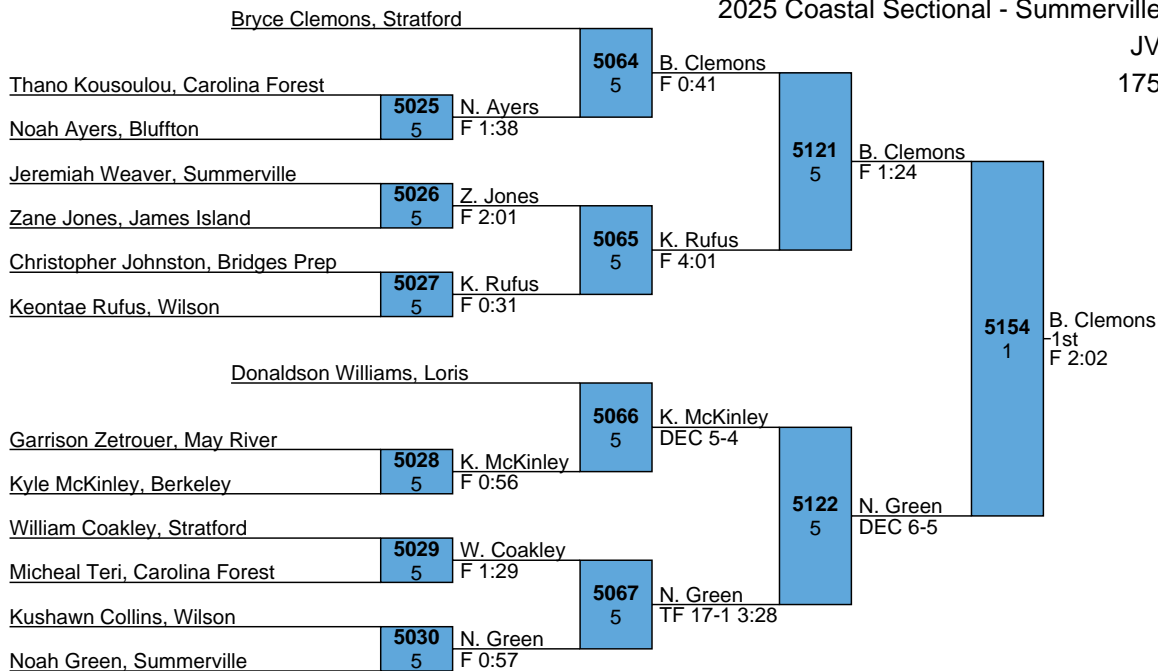 2025 Coastal Sectional - Summerville
JV
175
Bryce Clemons, Stratford
5064
5
B. Clemons
F 0:41
Thano Kousoulou, Carolina Forest
5025
5
N. Ayers
F 1:38
Noah Ayers, Bluffton
5121
5
B. Clemons
F 1:24
Jeremiah Weaver, Summerville
5026
5
Z. Jones
F 2:01
Zane Jones, James Island
5065
5
K. Rufus
F 4:01
Christopher Johnston, Bridges Prep
5027
5
K. Rufus
F 0:31
Keontae Rufus, Wilson
5154
1
B. Clemons
1st
F 2:02
Donaldson Williams, Loris
5066
5
K. McKinley
DEC 5-4
Garrison Zetrouer, May River
5028
5
K. McKinley
F 0:56
Kyle McKinley, Berkeley
5122
5
N. Green
DEC 6-5
William Coakley, Stratford
5029
5
W. Coakley
F 1:29
Micheal Teri, Carolina Forest
5067
5
N. Green
TF 17-1 3:28
Kushawn Collins, Wilson
5030
5
N. Green
F 0:57
Noah Green, Summerville